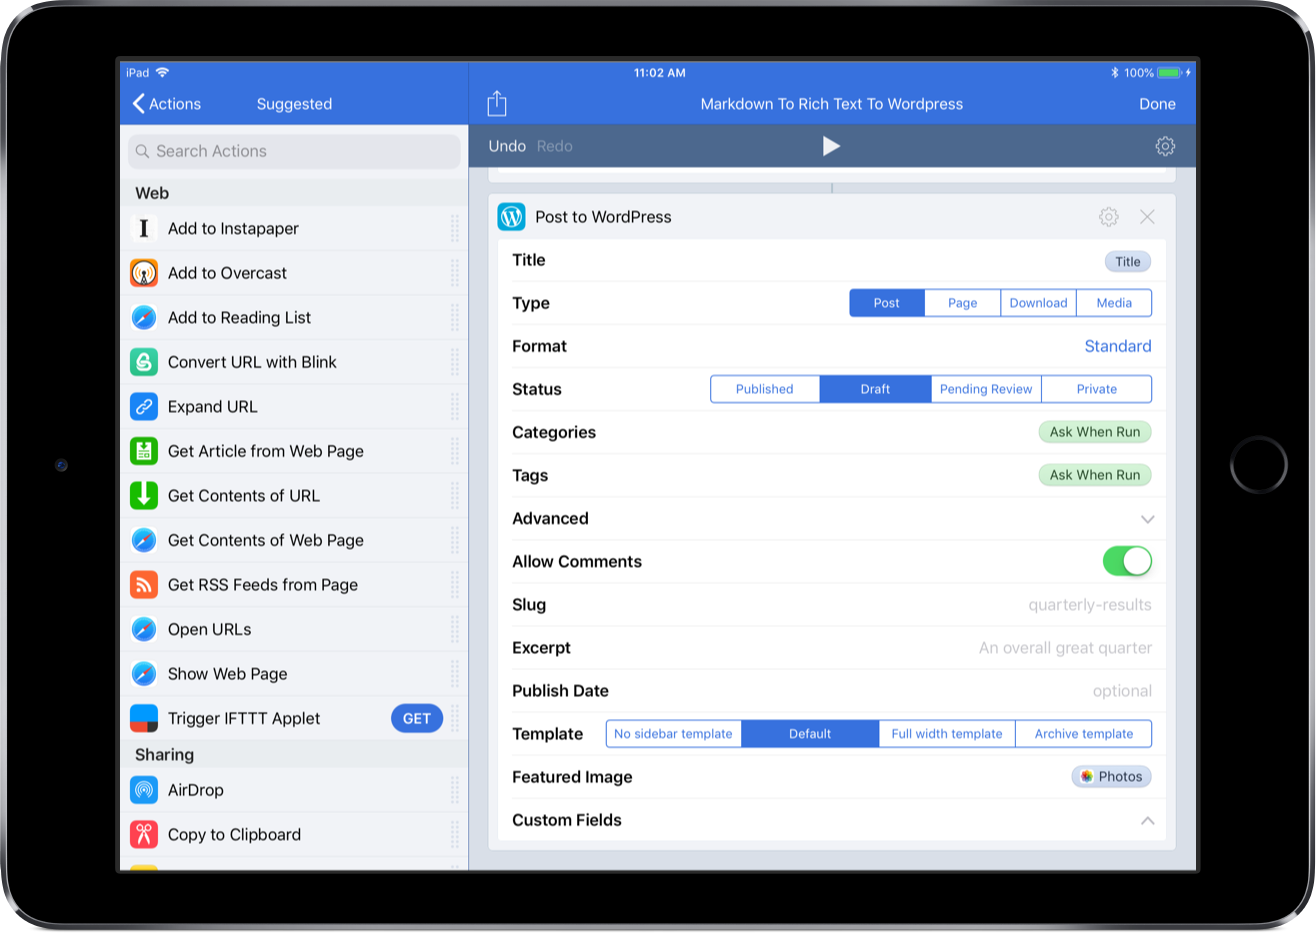 iPad 11:02 AM 100%
Actions Suggested
Markdown To Rich Text To Wordpress Done
Search Actions
Undo Redo
Web
Add to Instapaper
Add to Overcast
Add to Reading List
Convert URL with Blink
Expand URL
Get Article from Web Page
Get Contents of URL
Get Contents of Web Page
Get RSS Feeds from Page
Open URLs
Show Web Page
Trigger IFTTT Applet GET
Sharing
AirDrop
Copy to Clipboard
Post to WordPress
Title Title
Type Post Page Download Media
Format Standard
Status Published Draft Pending Review Private
Categories Ask When Run
Tags Ask When Run
Advanced
Allow Comments
Slug quarterly-results
Excerpt An overall great quarter
Publish Date optional
Template No sidebar template Default Full width template Archive template
Featured Image Photos
Custom Fields